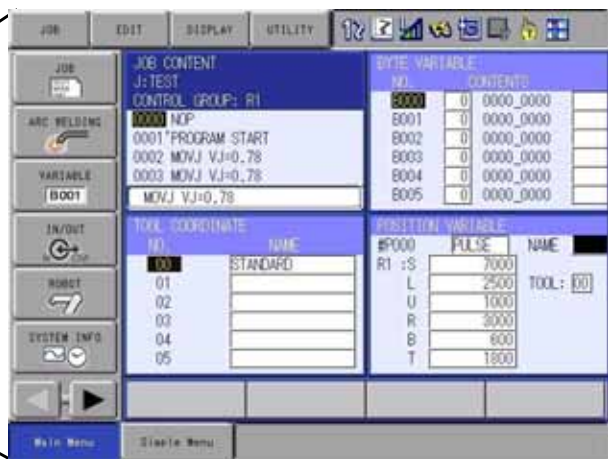 JOB EDIT DISPLAY UTILITY
JOB
ARC WELDING
VARIABLE
B001
IN/OUT
ROBOT
SYSTEM INFO
JOB CONTENT
J:TEST
CONTROL GROUP: R1
0000 NOP
0001 'PROGRAM START
0002 MOVJ VJ=0.78
0003 MOVJ VJ=0.78
MOVJ VJ=0.78
BYTE VARIABLE
NO. CONTENTS
B000 0 0000_0000
B001 0 0000_0000
B002 0 0000_0000
B003 0 0000_0000
B004 0 0000_0000
B005 0 0000_0000
TOOL COORDINATE
NO. NAME
00 STANDARD
01
02
03
04
05
POSITION VARIABLE
#P000 PULSE NAME
R1 :S 7000
L 2500 TOOL: 00
U 1000
R 3000
B 600
T 1800
Main Menu Simple Menu